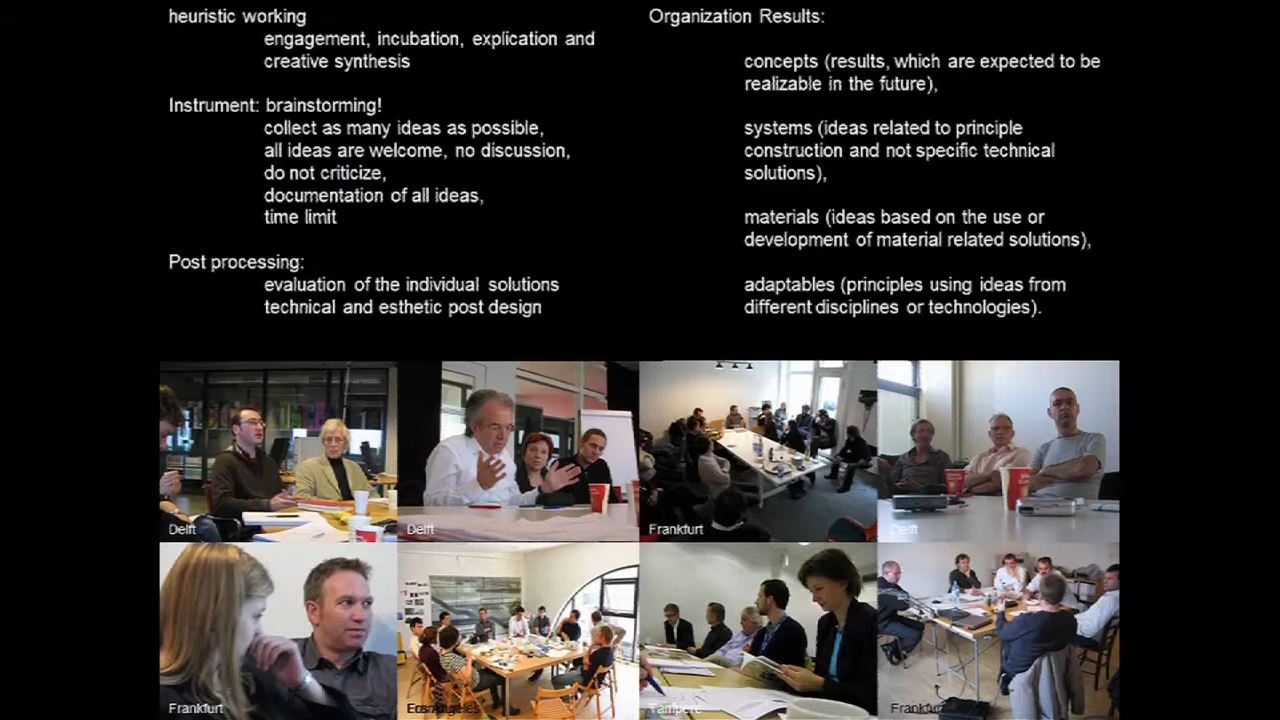 heuristic working
engagement, incubation, explication and
creative synthesis
Instrument: brainstorming!
collect as many ideas as possible,
all ideas are welcome, no discussion,
do not criticize,
documentation of all ideas,
time limit
Post processing:
evaluation of the individual solutions
technical and esthetic post design
Organization Results:
concepts (results, which are expected to be
realizable in the future),
systems (ideas related to principle
construction and not specific technical
solutions),
materials (ideas based on the use or
development of material related solutions),
adaptables (principles using ideas from
different disciplines or technologies).
Delft
Delft
Frankfurt
Delft
Frankfurt
Tampere
Frankfurt